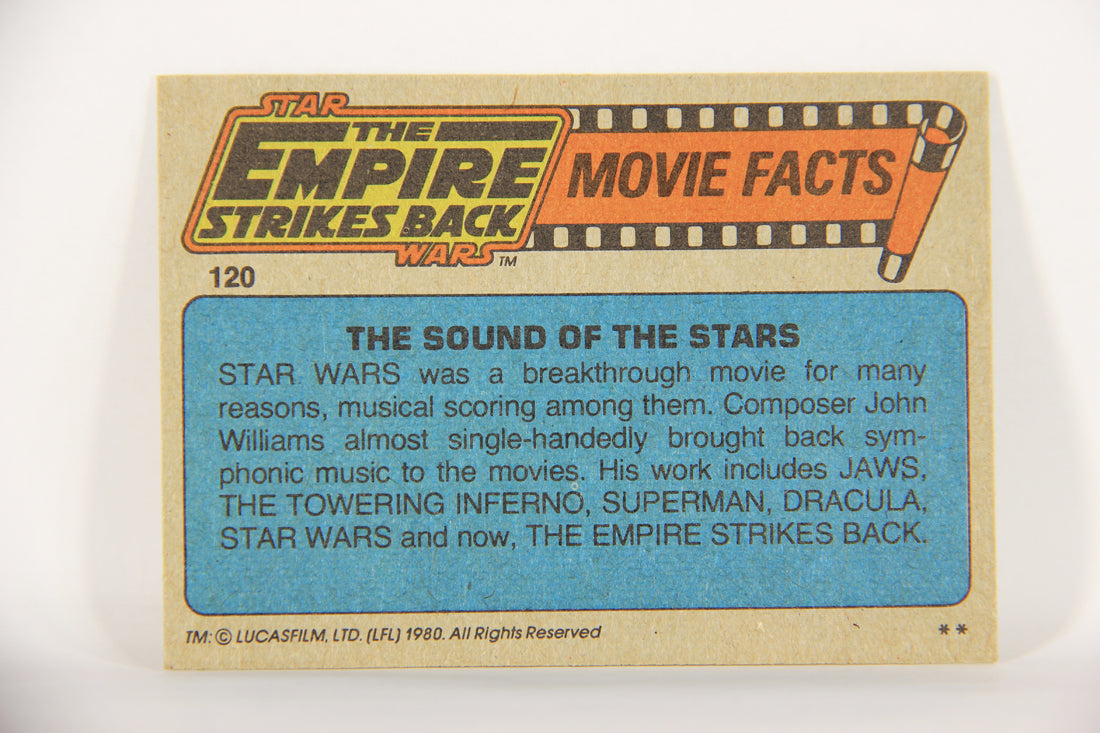 STAR
THE
EMPIRE
STRIKES BACK
WARS TM
MOVIE FACTS
120
THE SOUND OF THE STARS
STAR WARS was a breakthrough movie for many
reasons, musical scoring among them. Composer John
Williams almost single-handedly brought back sym-
phonic music to the movies. His work includes JAWS,
THE TOWERING INFERNO, SUPERMAN, DRACULA,
STAR WARS and now, THE EMPIRE STRIKES BACK.
TM: © LUCASFILM, LTD. (LFL) 1980. All Rights Reserved
**